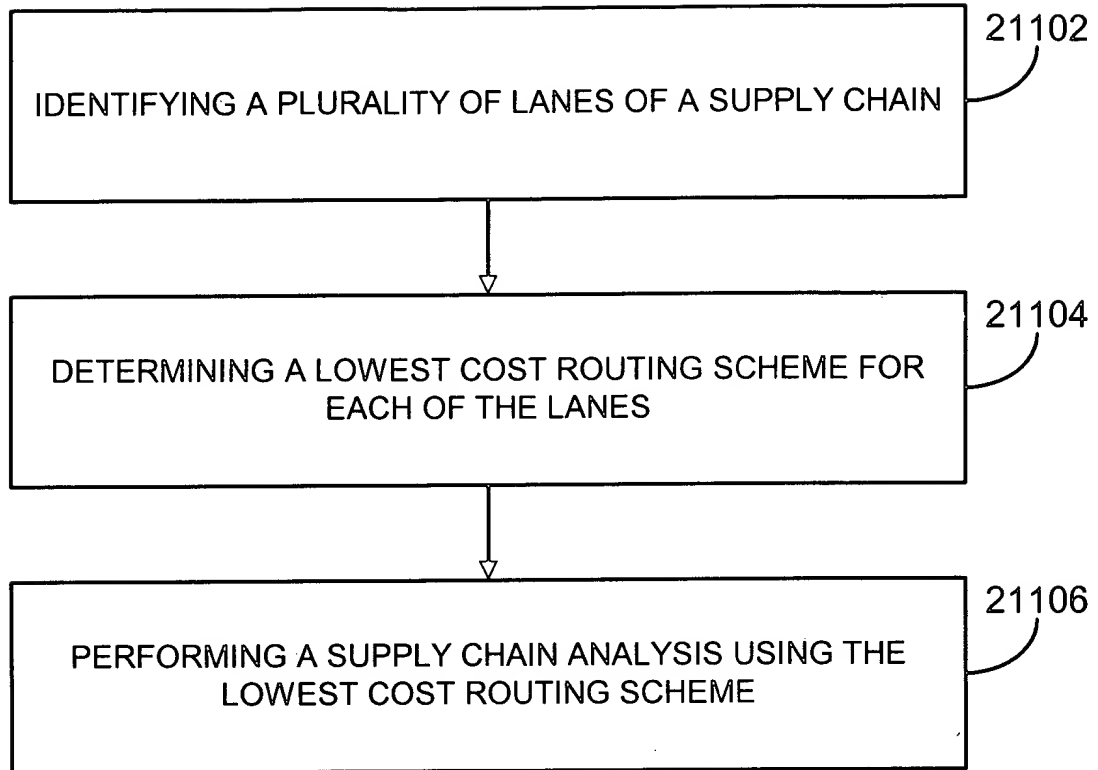 21102
IDENTIFYING A PLURALITY OF LANES OF A SUPPLY CHAIN
21104
DETERMINING A LOWEST COST ROUTING SCHEME FOR
EACH OF THE LANES
21106
PERFORMING A SUPPLY CHAIN ANALYSIS USING THE
LOWEST COST ROUTING SCHEME